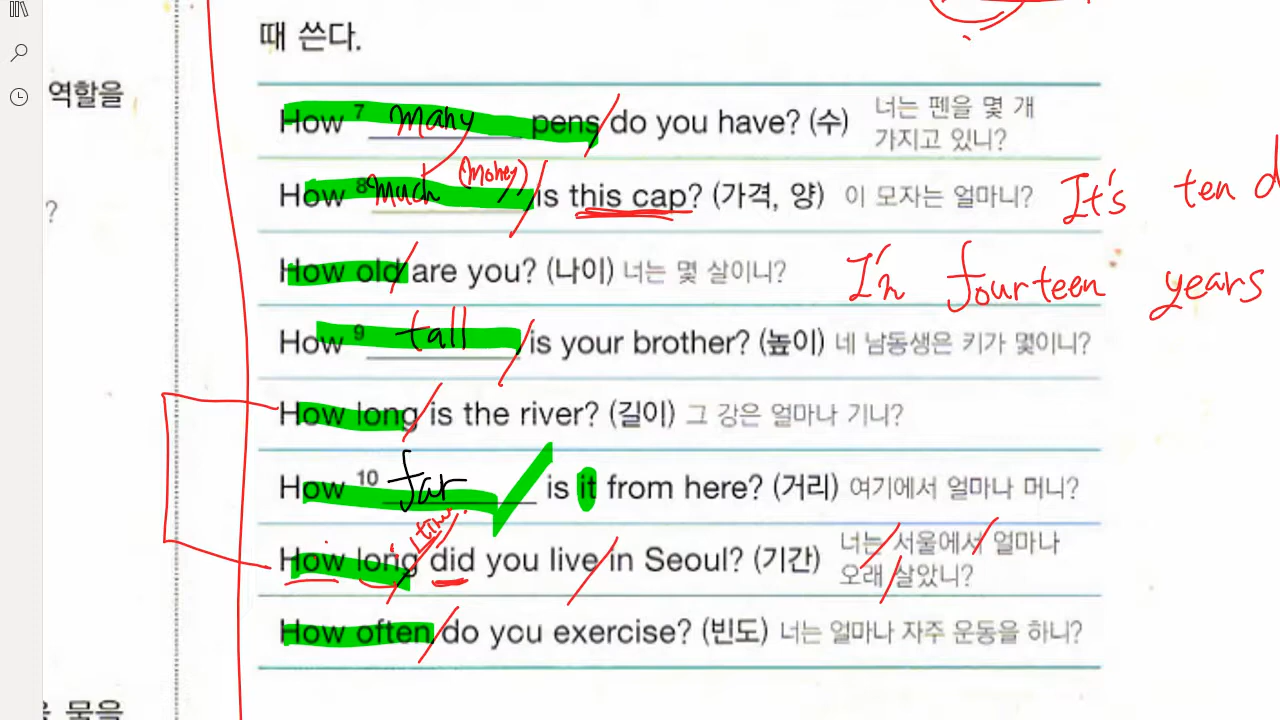 때 쓴다.
역할을
How 7 many pens do you have? (수) 너는 펜을 몇 개
가지고 있니?
(money)
How 8 much is this cap? (가격, 양) 이 모자는 얼마니? It's ten d
?
How old are you? (나이) 너는 몇 살이니? I'm fourteen years
How 9 tall is your brother? (높이) 네 남동생은 키가 몇이니?
How long is the river? (길이) 그 강은 얼마나 기니?
How 10 far is it from here? (거리) 여기에서 얼마나 머니?
How long did you live in Seoul? (기간) 너는 서울에서 얼마나
오래 살았니?
How often do you exercise? (빈도) 너는 얼마나 자주 운동을 하니?
물을